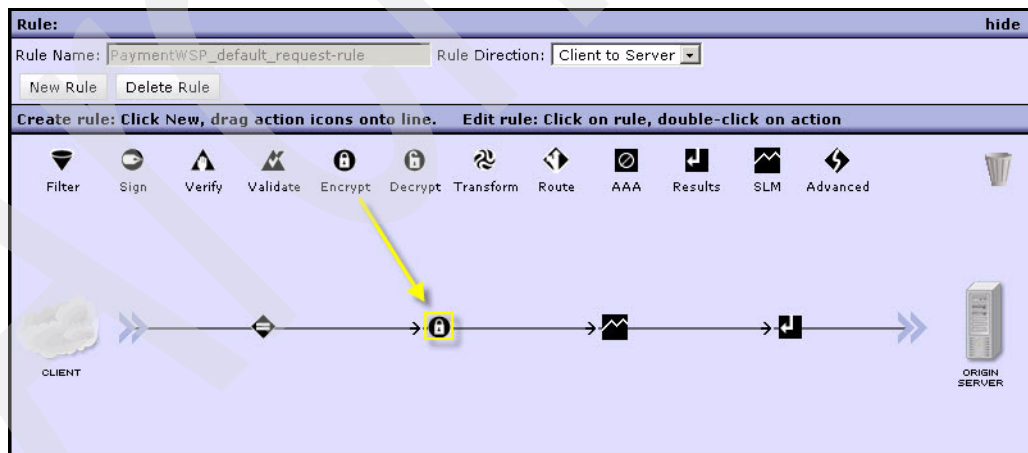 Rule: hide
Rule Name: PaymentWSP_default_request-rule Rule Direction: Client to Server
New Rule Delete Rule
Create rule: Click New, drag action icons onto line. Edit rule: Click on rule, double-click on action
Filter Sign Verify Validate Encrypt Decrypt Transform Route AAA Results SLM Advanced
CLIENT
ORIGIN
SERVER